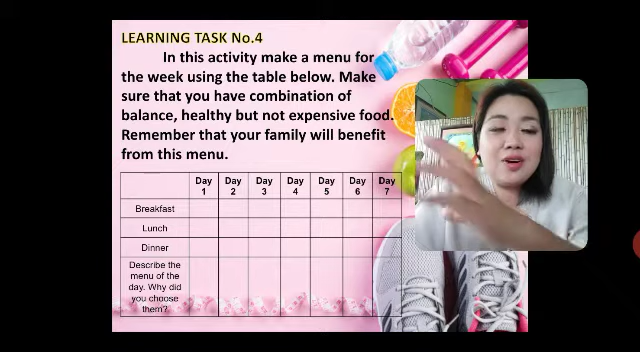 LEARNING TASK No.4
In this activity make a menu for
the week using the table below. Make
sure that you have combination of
balance, healthy but not expensive food.
Remember that your family will benefit
from this menu.
Day 1 Day 2 Day 3 Day 4 Day 5 Day 6 Day 7
Breakfast
Lunch
Dinner
Describe the
menu of the
day. Why did
you choose
them?